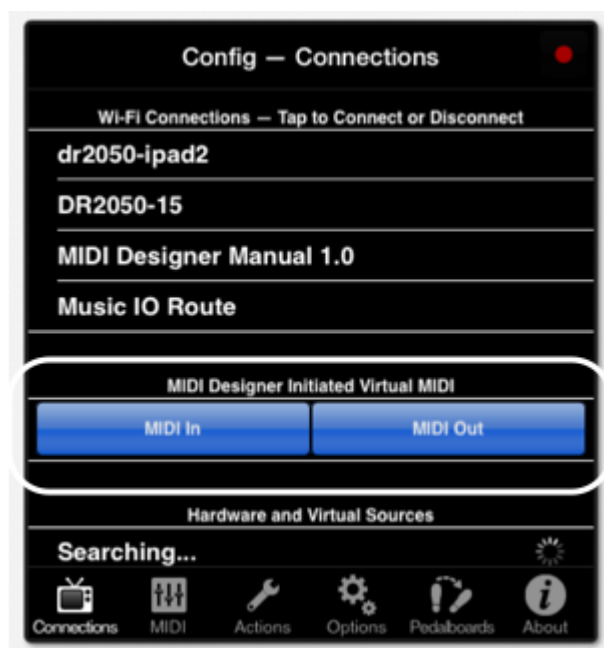 Config — Connections
Wi-Fi Connections — Tap to Connect or Disconnect
dr2050-ipad2
DR2050-15
MIDI Designer Manual 1.0
Music IO Route
MIDI Designer Initiated Virtual MIDI
MIDI In MIDI Out
Hardware and Virtual Sources
Searching...
Connections MIDI Actions Options Pedalboards About